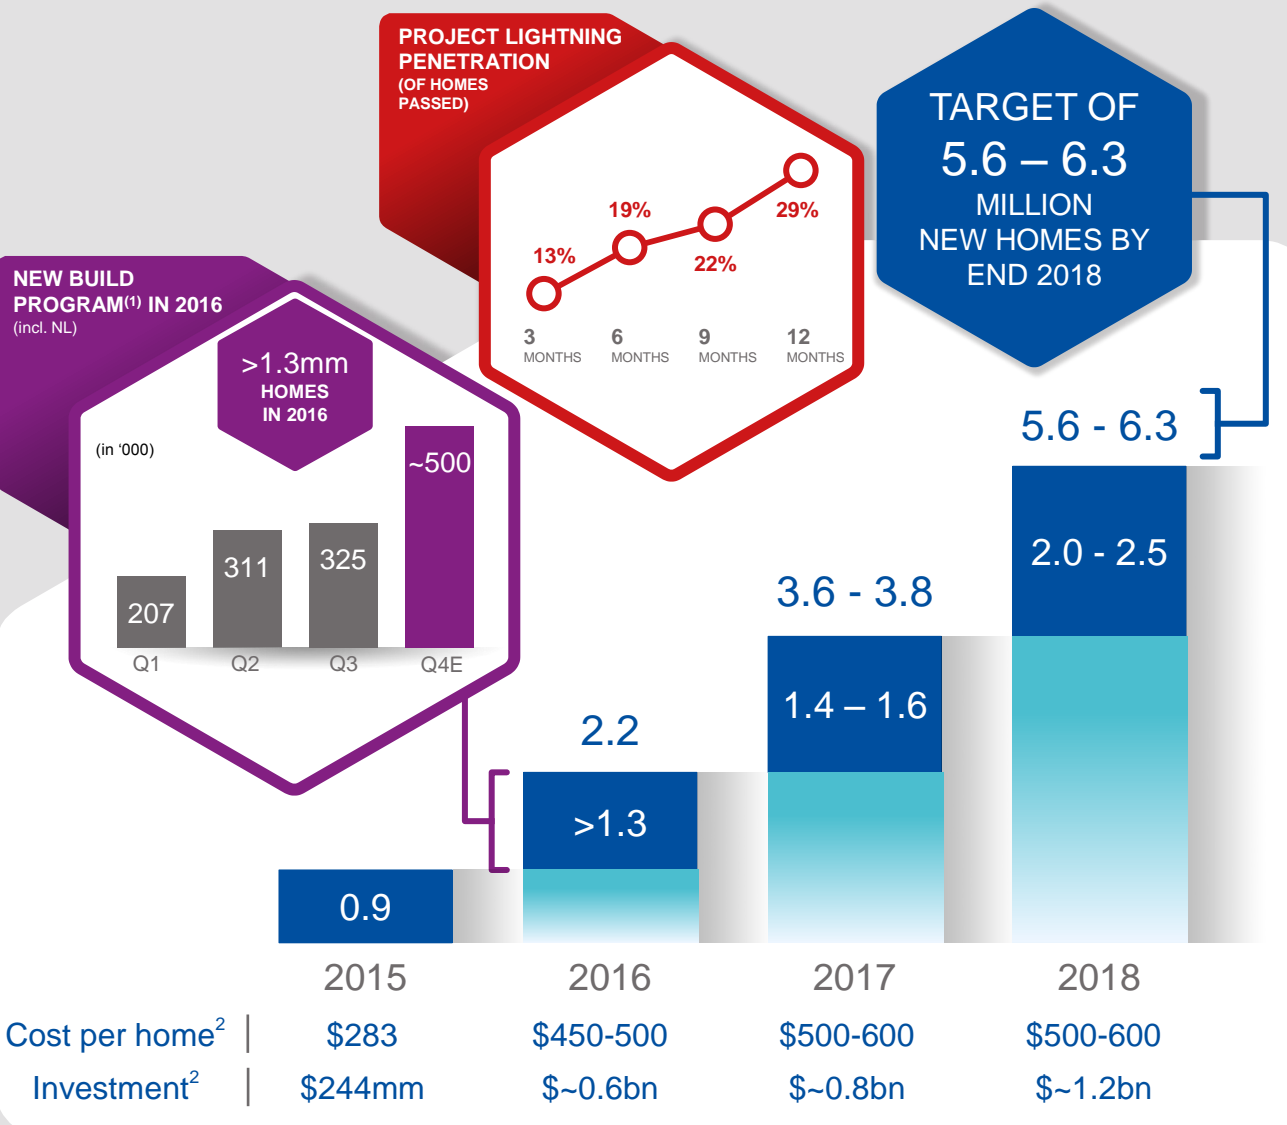 PROJECT LIGHTNING
PENETRATION
(OF HOMES
PASSED)
13%
19%
22%
29%
3
MONTHS
6
MONTHS
9
MONTHS
12
MONTHS
TARGET OF
5.6 – 6.3
MILLION
NEW HOMES BY
END 2018
NEW BUILD
PROGRAM(1) IN 2016
(incl. NL)
>1.3mm
HOMES
IN 2016
(in ‘000)
207
311
325
~500
Q1
Q2
Q3
Q4E
0.9
2.2
>1.3
3.6 - 3.8
1.4 – 1.6
5.6 - 6.3
2.0 - 2.5
2015 2016 2017 2018
Cost per home2 $283 $450-500 $500-600 $500-600
Investment2 $244mm $~0.6bn $~0.8bn $~1.2bn